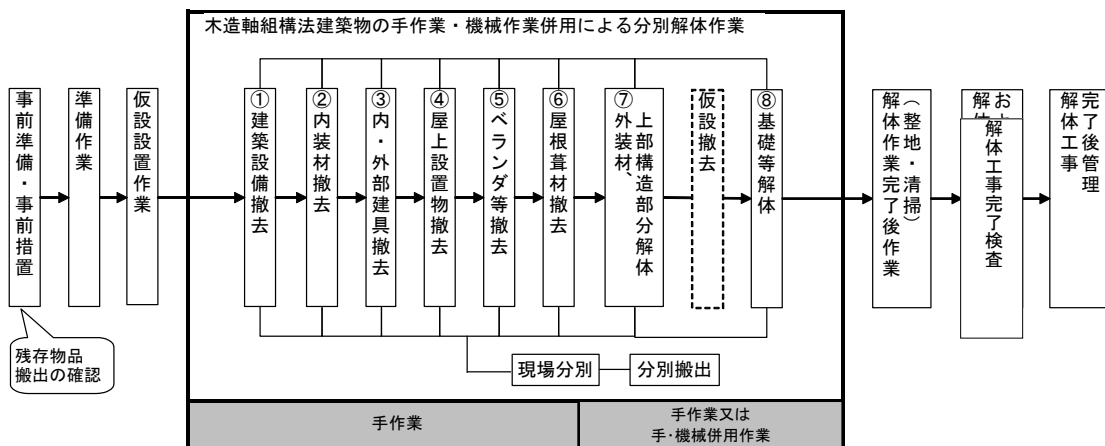 木造軸組構法建築物の手作業・機械作業併用による分別解体作業
事前準備・事前措置
準備作業
仮設設置作業
①建築設備撤去
②内装材撤去
③内・外部建具撤去
④屋上設置物撤去
⑤ベランダ等撤去
⑥屋根葺材撤去
⑦外装材、
上部構造部分解体
仮設撤去
⑧基礎等解体
解体作業完了後作業
（整地・清掃）
解体工事完了検査
解体工事
完了後管理
残存物品
搬出の確認
現場分別
分別搬出
手作業
手作業又は
手・機械併用作業